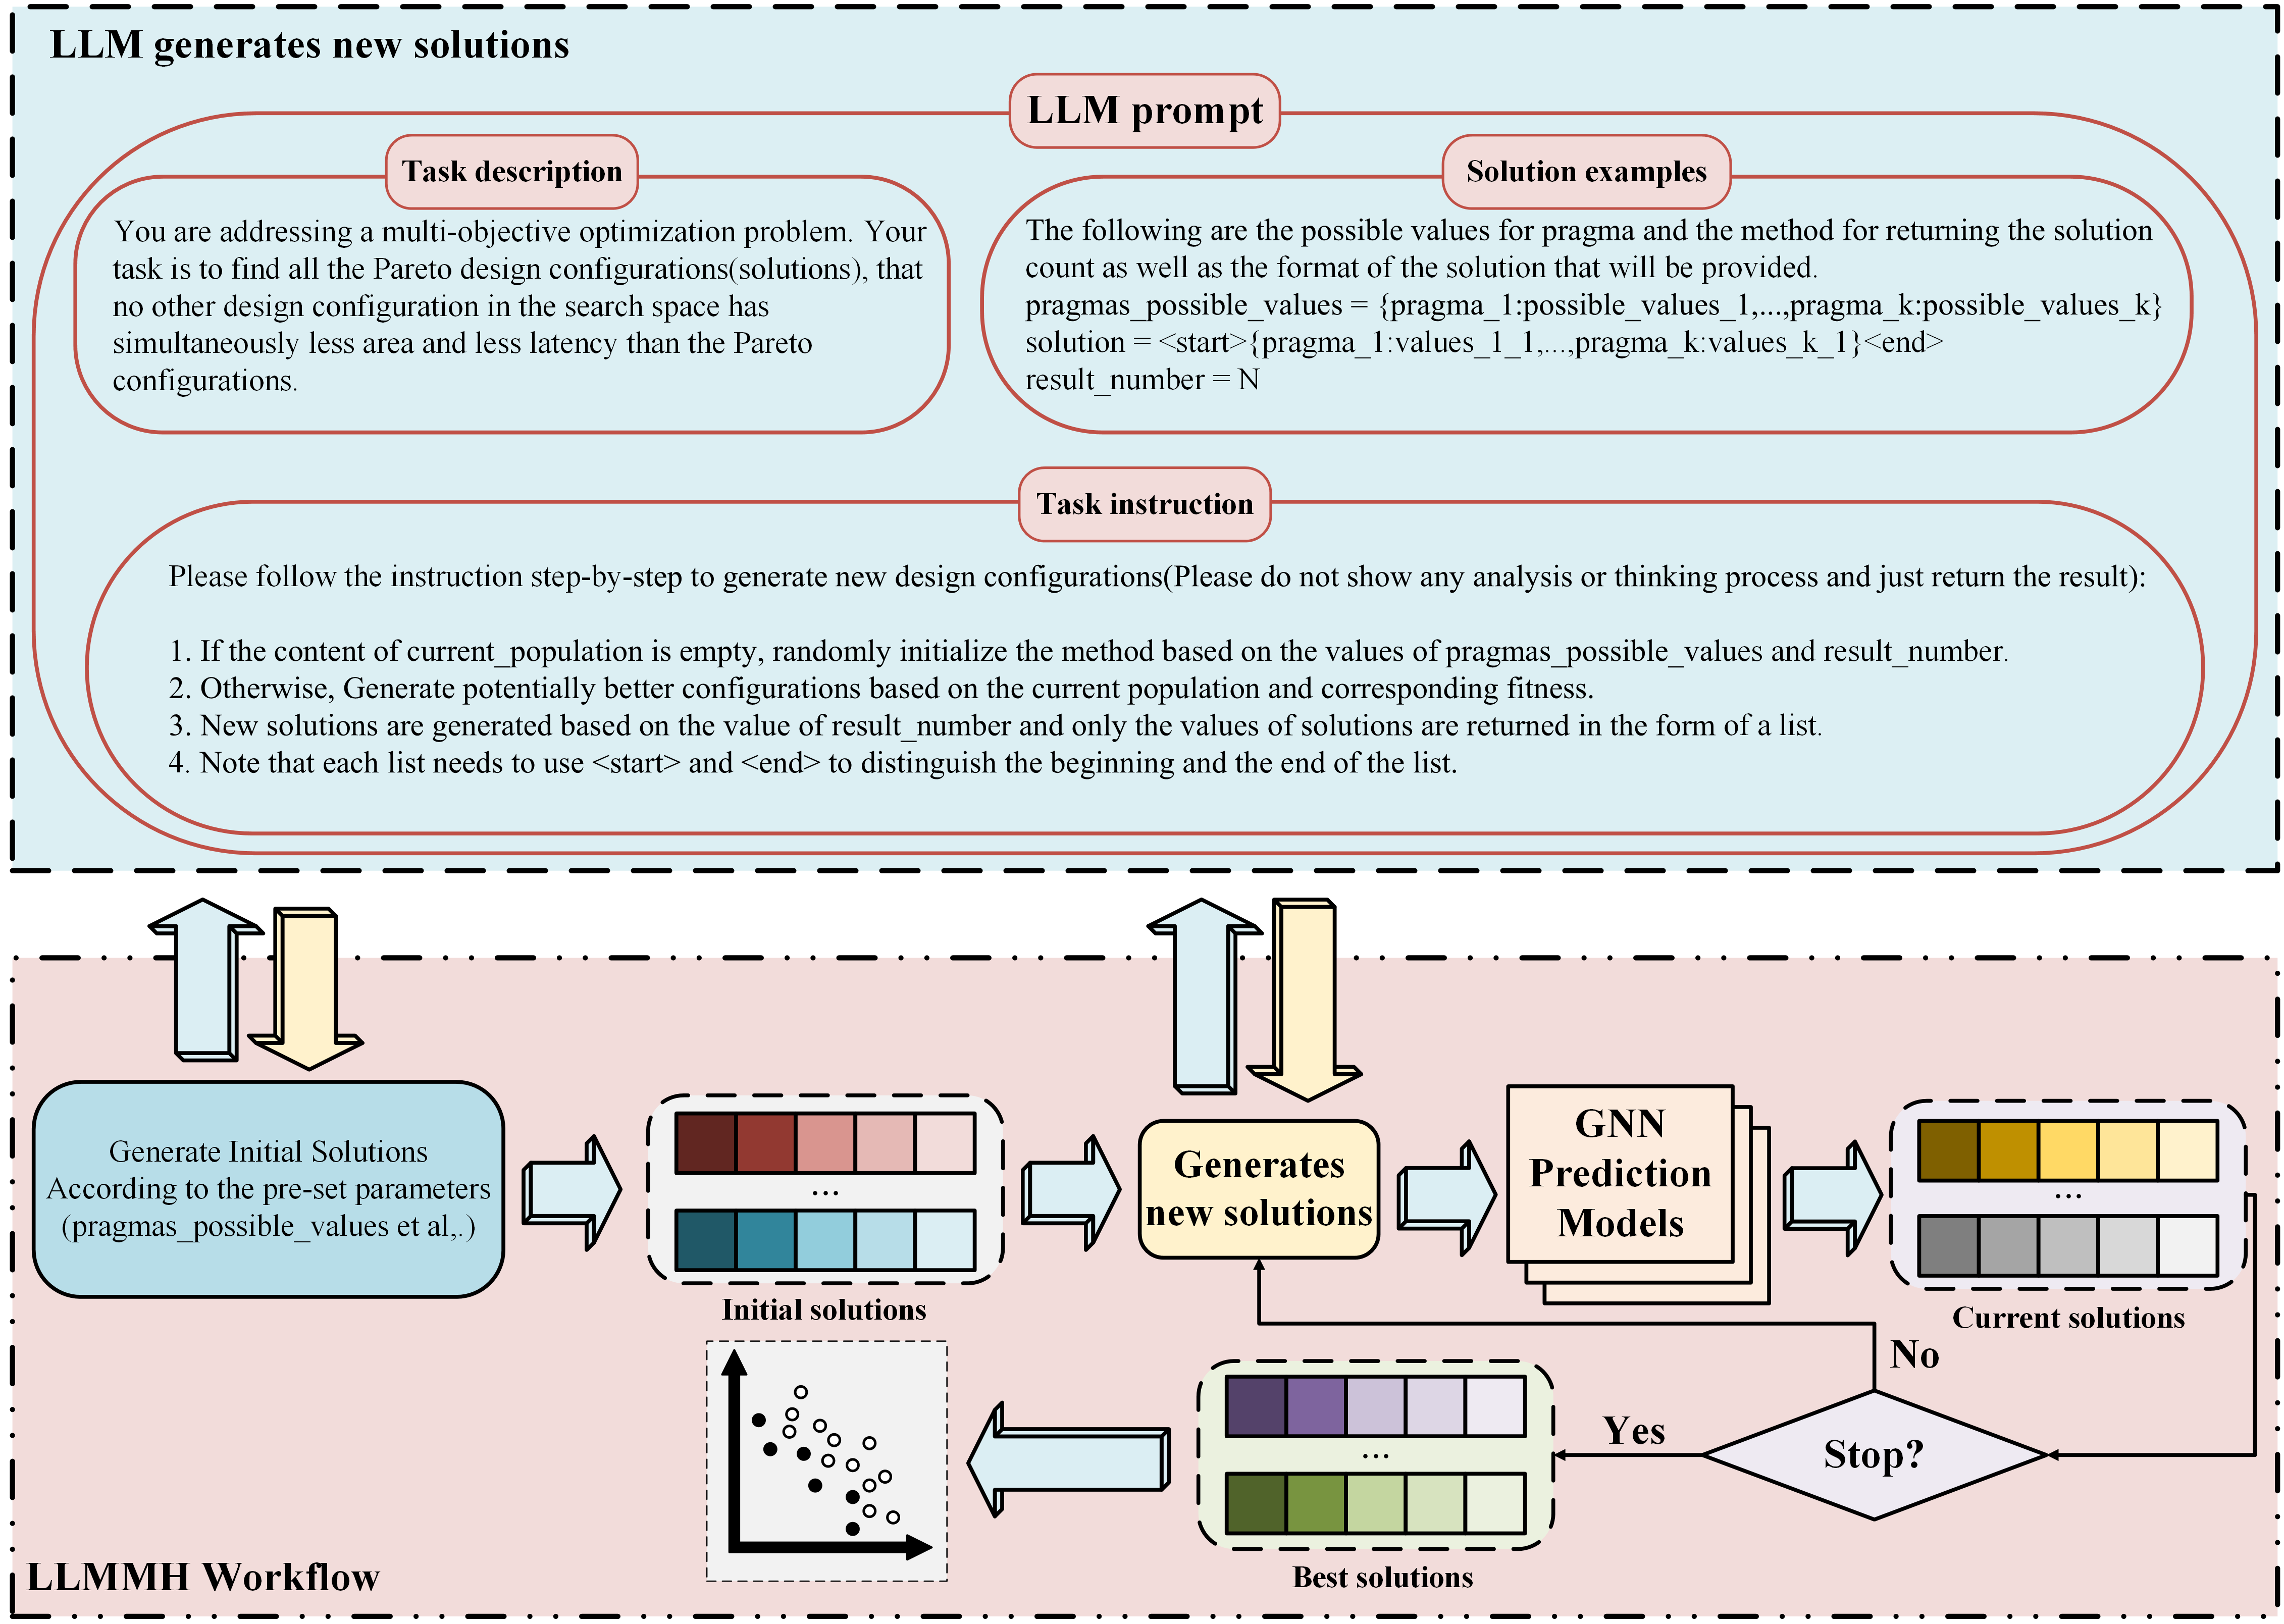 LLM generates new solutions
LLM prompt
Task description
You are addressing a multi-objective optimization problem. Your
task is to find all the Pareto design configurations(solutions), that
no other design configuration in the search space has
simultaneously less area and less latency than the Pareto
configurations.
Solution examples
The following are the possible values for pragma and the method for returning the solution
count as well as the format of the solution that will be provided.
pragmas_possible_values = {pragma_1:possible_values_1,...,pragma_k:possible_values_k}
solution = <start>{pragma_1:values_1_1,...,pragma_k:values_k_1}<end>
result_number = N
Task instruction
Please follow the instruction step-by-step to generate new design configurations(Please do not show any analysis or thinking process and just return the result):
1. If the content of current_population is empty, randomly initialize the method based on the values of pragmas_possible_values and result_number.
2. Otherwise, Generate potentially better configurations based on the current population and corresponding fitness.
3. New solutions are generated based on the value of result_number and only the values of solutions are returned in the form of a list.
4. Note that each list needs to use <start> and <end> to distinguish the beginning and the end of the list.
Generate Initial Solutions
According to the pre-set parameters
(pragmas_possible_values et al,.)
...
Initial solutions
Generates
new solutions
GNN
Prediction
Models
...
Current solutions
No
Stop?
Yes
...
Best solutions
LLMMH Workflow